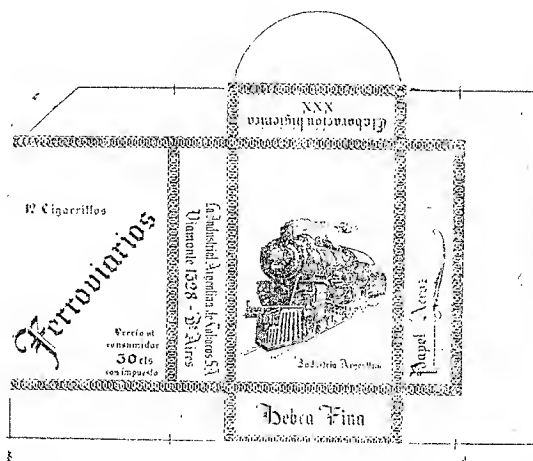 Elaboración higienica
XXX
12 Cigarrillos
Ferroviarios
Precio al
consumidor
30 cts
con impuesto
La Industrial Argentina de Tabacos S.A.
Viamonte 1528 - Bs Aires
Industria Argentina
Papel Arroz
Hebra Fina